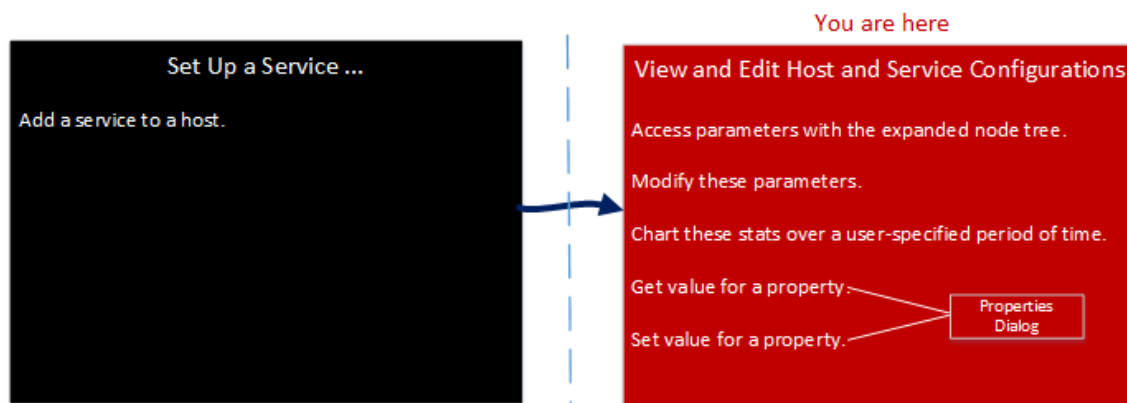 You are here
Set Up a Service ...
Add a service to a host.
View and Edit Host and Service Configurations
Access parameters with the expanded node tree.
Modify these parameters.
Chart these stats over a user-specified period of time.
Get value for a property.
Set value for a property.
Properties
Dialog